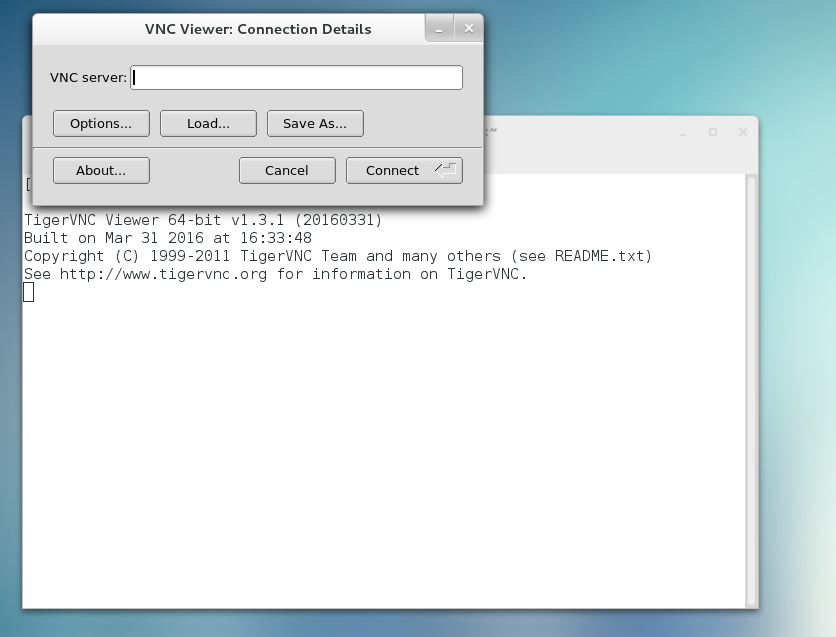 VNC Viewer: Connection Details
VNC server:
Options...
Load...
Save As...
About...
Cancel
Connect
:~
[
TigerVNC Viewer 64-bit v1.3.1 (20160331)
Built on Mar 31 2016 at 16:33:48
Copyright (C) 1999-2011 TigerVNC Team and many others (see README.txt)
See http://www.tigervnc.org for information on TigerVNC.